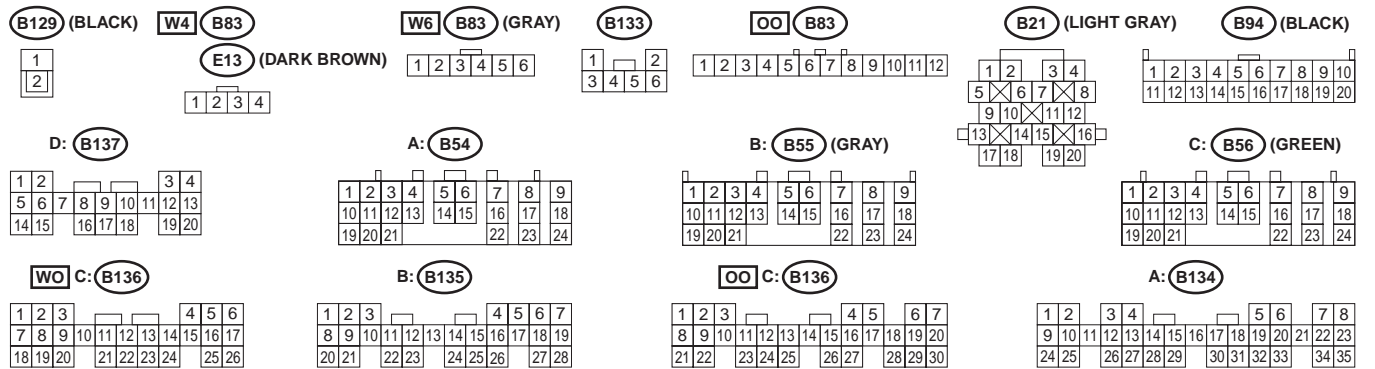 B129 (BLACK) W4 B83 W6 B83 (GRAY) B133 OO B83 B21 (LIGHT GRAY) B94 (BLACK)
E13 (DARK BROWN)
1
2
1 2 3 4
1 2 3 4 5 6
1 2
3 4 5 6
1 2 3 4 5 6 7 8 9 10 11 12
1 2 3 4
5 6 7 8
9 10 11 12
13 14 15 16
17 18 19 20
1 2 3 4 5 6 7 8 9 10
11 12 13 14 15 16 17 18 19 20
D: B137 A: B54 B: B55 (GRAY) C: B56 (GREEN)
1 2 3 4
5 6 7 8 9 10 11 12 13
14 15 16 17 18 19 20
1 2 3 4 5 6 7 8 9
10 11 12 13 14 15 16 17 18
19 20 21 22 23 24
1 2 3 4 5 6 7 8 9
10 11 12 13 14 15 16 17 18
19 20 21 22 23 24
1 2 3 4 5 6 7 8 9
10 11 12 13 14 15 16 17 18
19 20 21 22 23 24
WO C: B136 B: B135 OO C: B136 A: B134
1 2 3 4 5 6
7 8 9 10 11 12 13 14 15 16 17
18 19 20 21 22 23 24 25 26
1 2 3 4 5 6 7
8 9 10 11 12 13 14 15 16 17 18 19
20 21 22 23 24 25 26 27 28
1 2 3 4 5 6 7
8 9 10 11 12 13 14 15 16 17 18 19 20
21 22 23 24 25 26 27 28 29 30
1 2 3 4 5 6 7 8
9 10 11 12 13 14 15 16 17 18 19 20 21 22 23
24 25 26 27 28 29 30 31 32 33 34 35